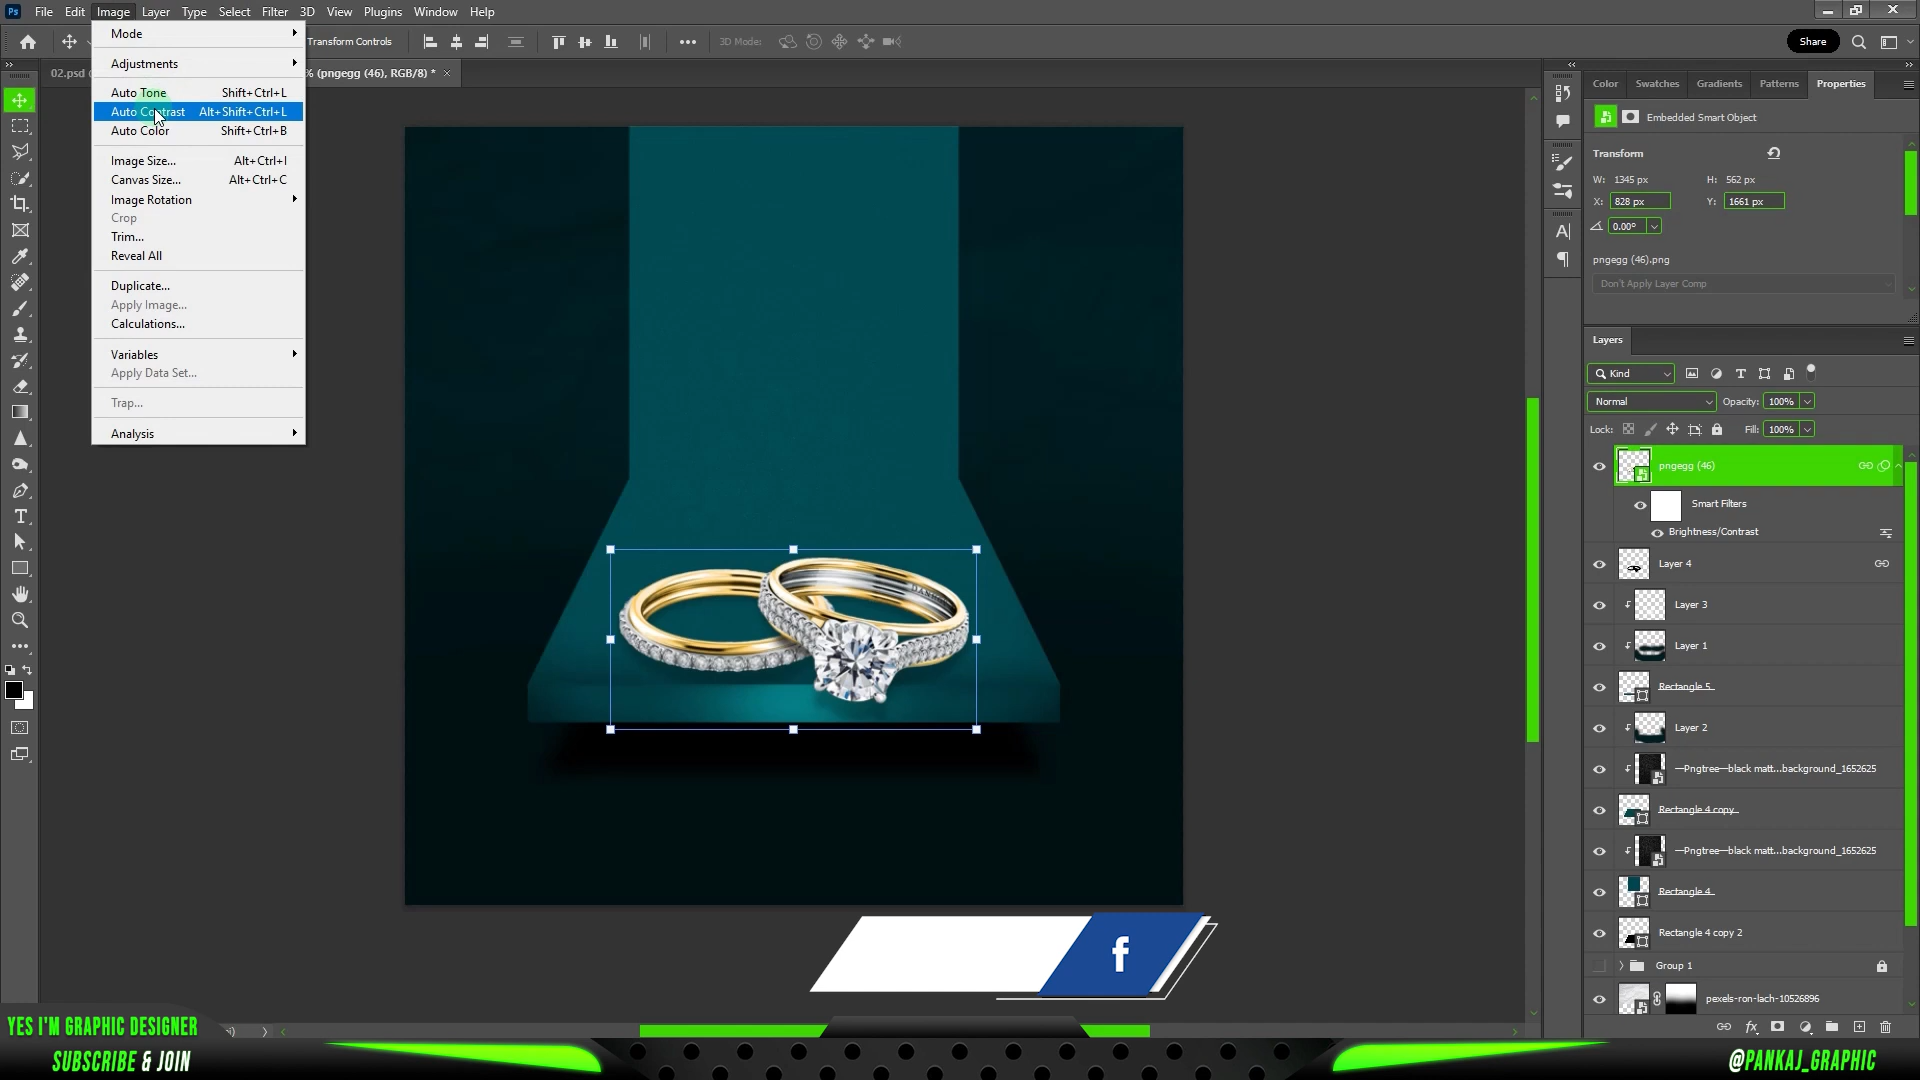 Ps File Edit Image Layer Type Select Filter 3D View Plugins Window Help
Transform Controls 3D Mode: Share
02.psd (pngegg (46), RGB/8) *
Mode
Adjustments
Auto Tone Shift+Ctrl+L
Auto Contrast Alt+Shift+Ctrl+L
Auto Color Shift+Ctrl+B
Image Size... Alt+Ctrl+I
Canvas Size... Alt+Ctrl+C
Image Rotation
Crop
Trim...
Reveal All
Duplicate...
Apply Image...
Calculations...
Variables
Apply Data Set...
Trap...
Analysis
Color Swatches Gradients Patterns Properties
Embedded Smart Object
Transform
W: 1345 px H: 562 px
X: 828 px Y: 1661 px
0.00°
pngegg (46).png
Don't Apply Layer Comp
Layers
Kind
Normal Opacity: 100%
Lock: Fill: 100%
pngegg (46)
Smart Filters
Brightness/Contrast
Layer 4
Layer 3
Layer 1
Rectangle 5
Layer 2
—Pngtree—black matt...background_1652625
Rectangle 4 copy
—Pngtree—black matt...background_1652625
Rectangle 4
Rectangle 4 copy 2
Group 1
pexels-ron-lach-10526896
f
YES I'M GRAPHIC DESIGNER
SUBSCRIBE & JOIN
@PANKAJ_GRAPHIC